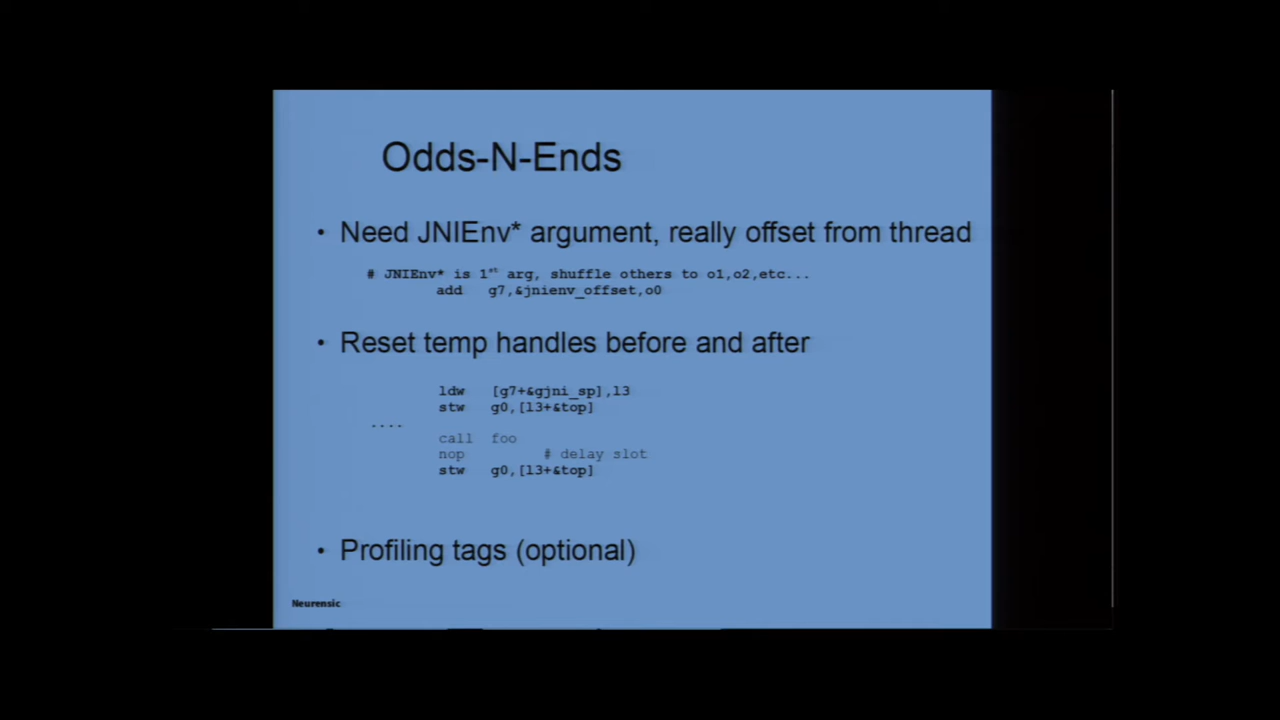 Odds-N-Ends
• Need JNIEnv* argument, really offset from thread
# JNIEnv* is 1st arg, shuffle others to o1,o2,etc...
add g7,&jnienv_offset,o0
• Reset temp handles before and after
ldw [g7+&gjni_sp],l3
stw g0,[l3+&top]
....
call foo
nop # delay slot
stw g0,[l3+&top]
• Profiling tags (optional)
Neurensic